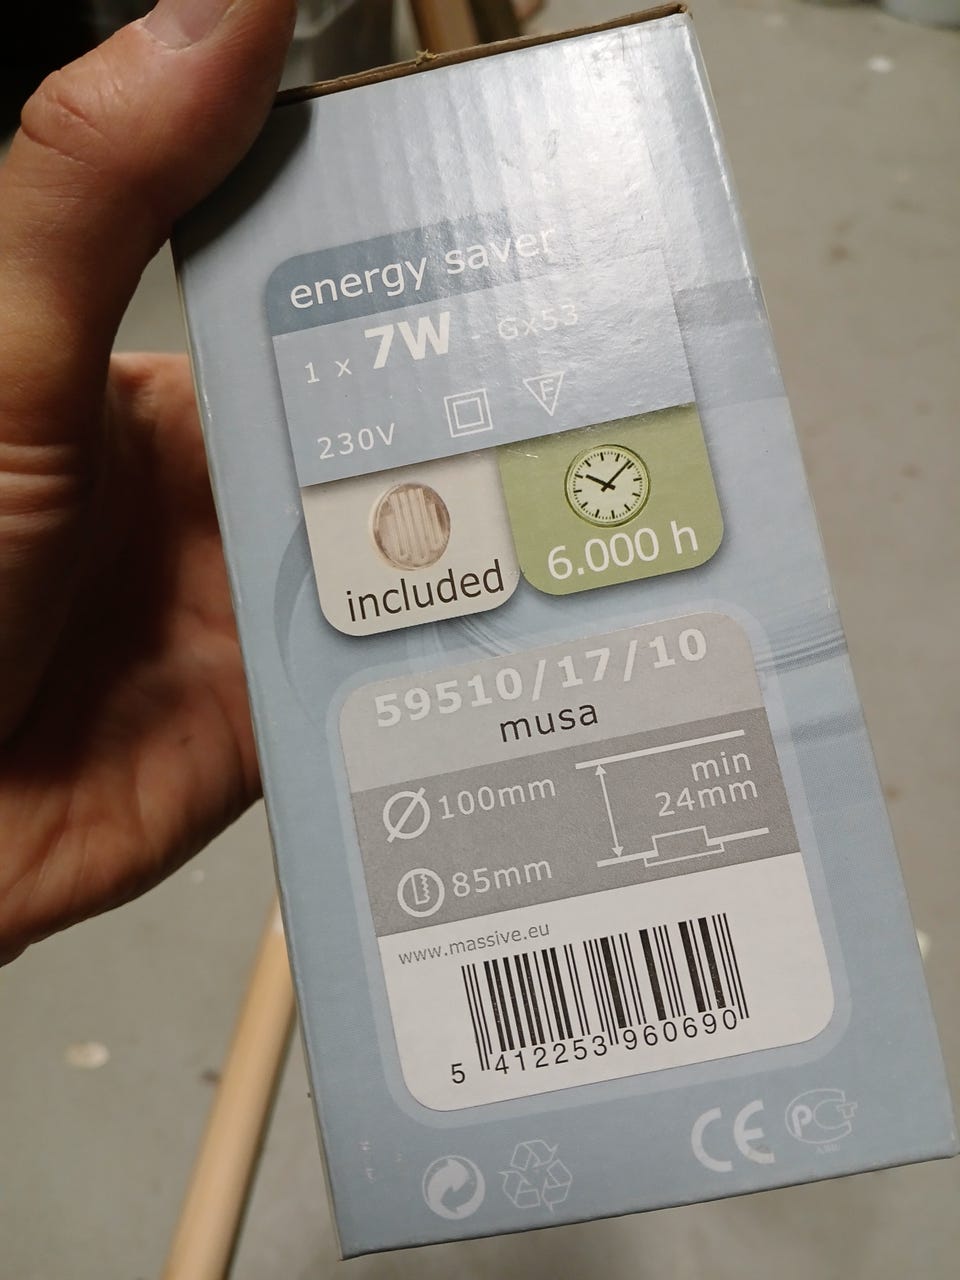 energy saver
1 x 7W - Gx53
230V F
included
6.000 h
59510/17/10
musa
100mm
min
24mm
85mm
www.massive.eu
5 412253 960690
CE